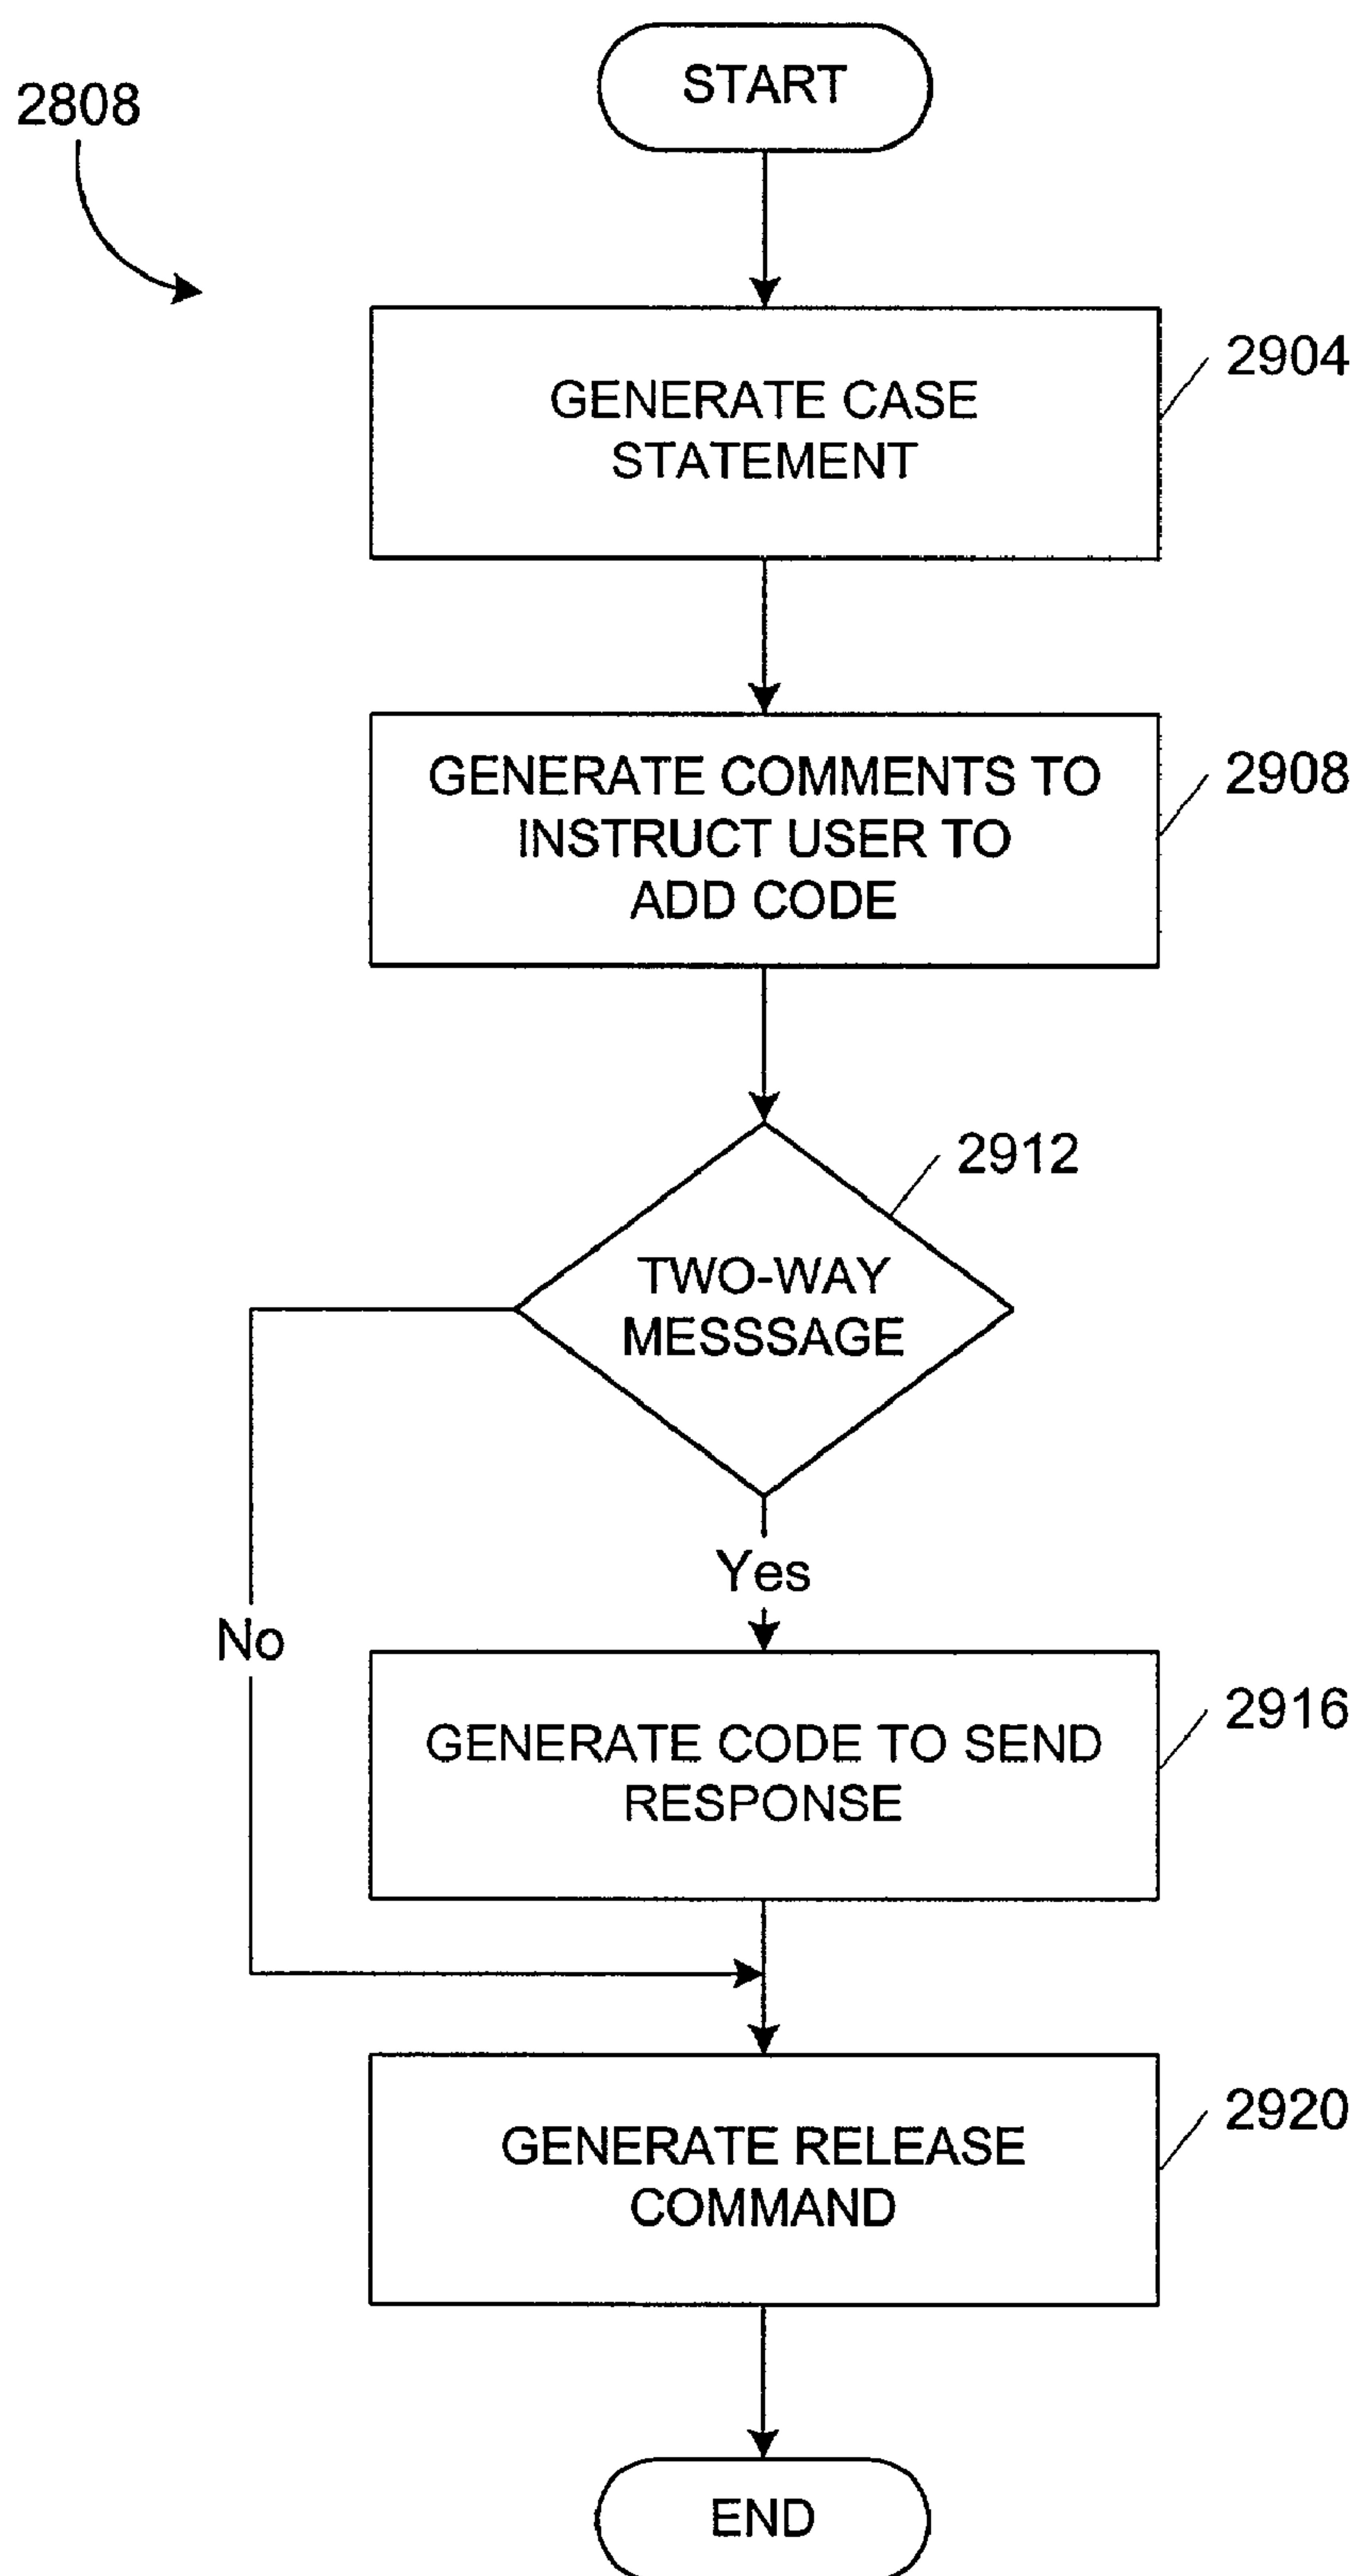 2808
START
GENERATE CASE
STATEMENT
2904
GENERATE COMMENTS TO
INSTRUCT USER TO
ADD CODE
2908
2912
TWO-WAY
MESSSAGE
Yes
No
GENERATE CODE TO SEND
RESPONSE
2916
GENERATE RELEASE
COMMAND
2920
END